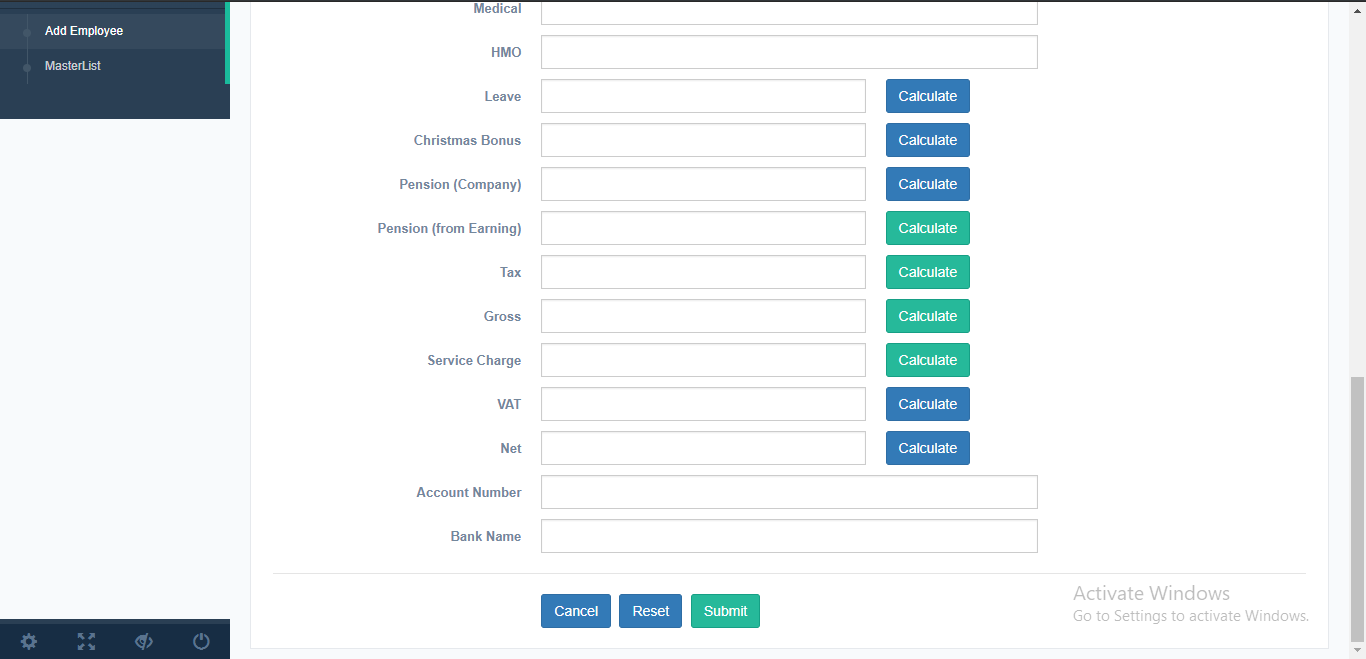 Add Employee
MasterList
Medical
HMO
Leave Calculate
Christmas Bonus Calculate
Pension (Company) Calculate
Pension (from Earning) Calculate
Tax Calculate
Gross Calculate
Service Charge Calculate
VAT Calculate
Net Calculate
Account Number
Bank Name
Cancel Reset Submit
Activate Windows
Go to Settings to activate Windows.